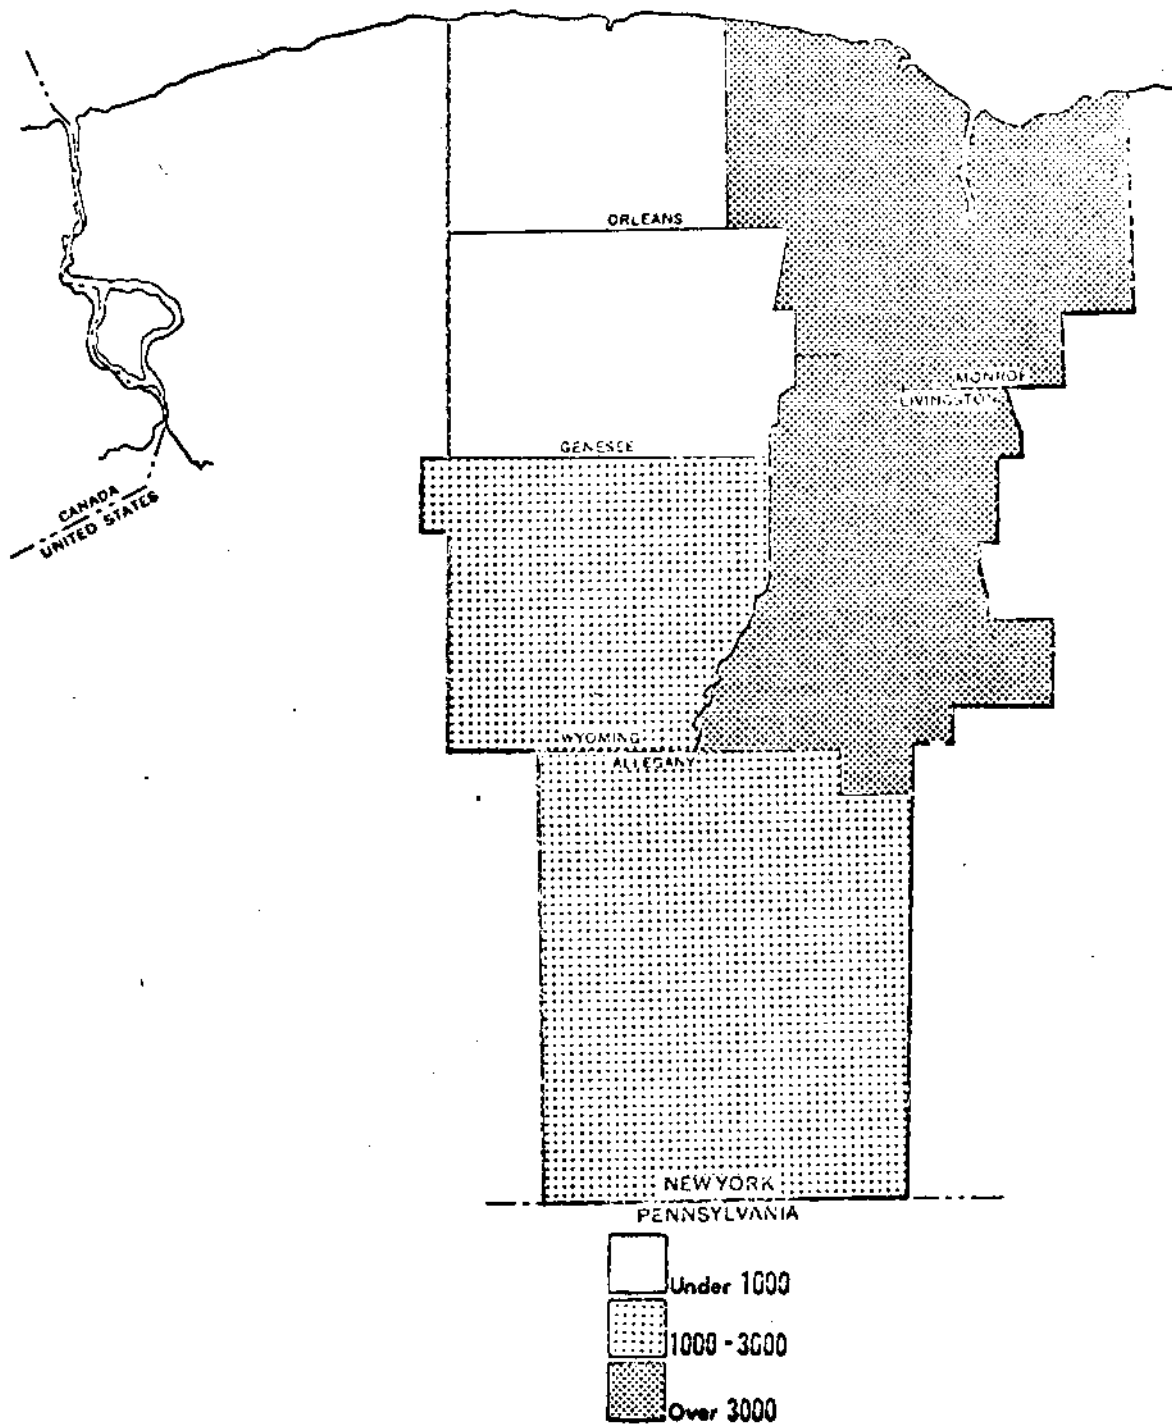 ORLEANS
MONROE
LIVINGSTON
GENESEE
CANADA
UNITED STATES
WYOMING
ALLEGANY
NEW YORK
PENNSYLVANIA
Under 1000
1000 - 3000
Over 3000